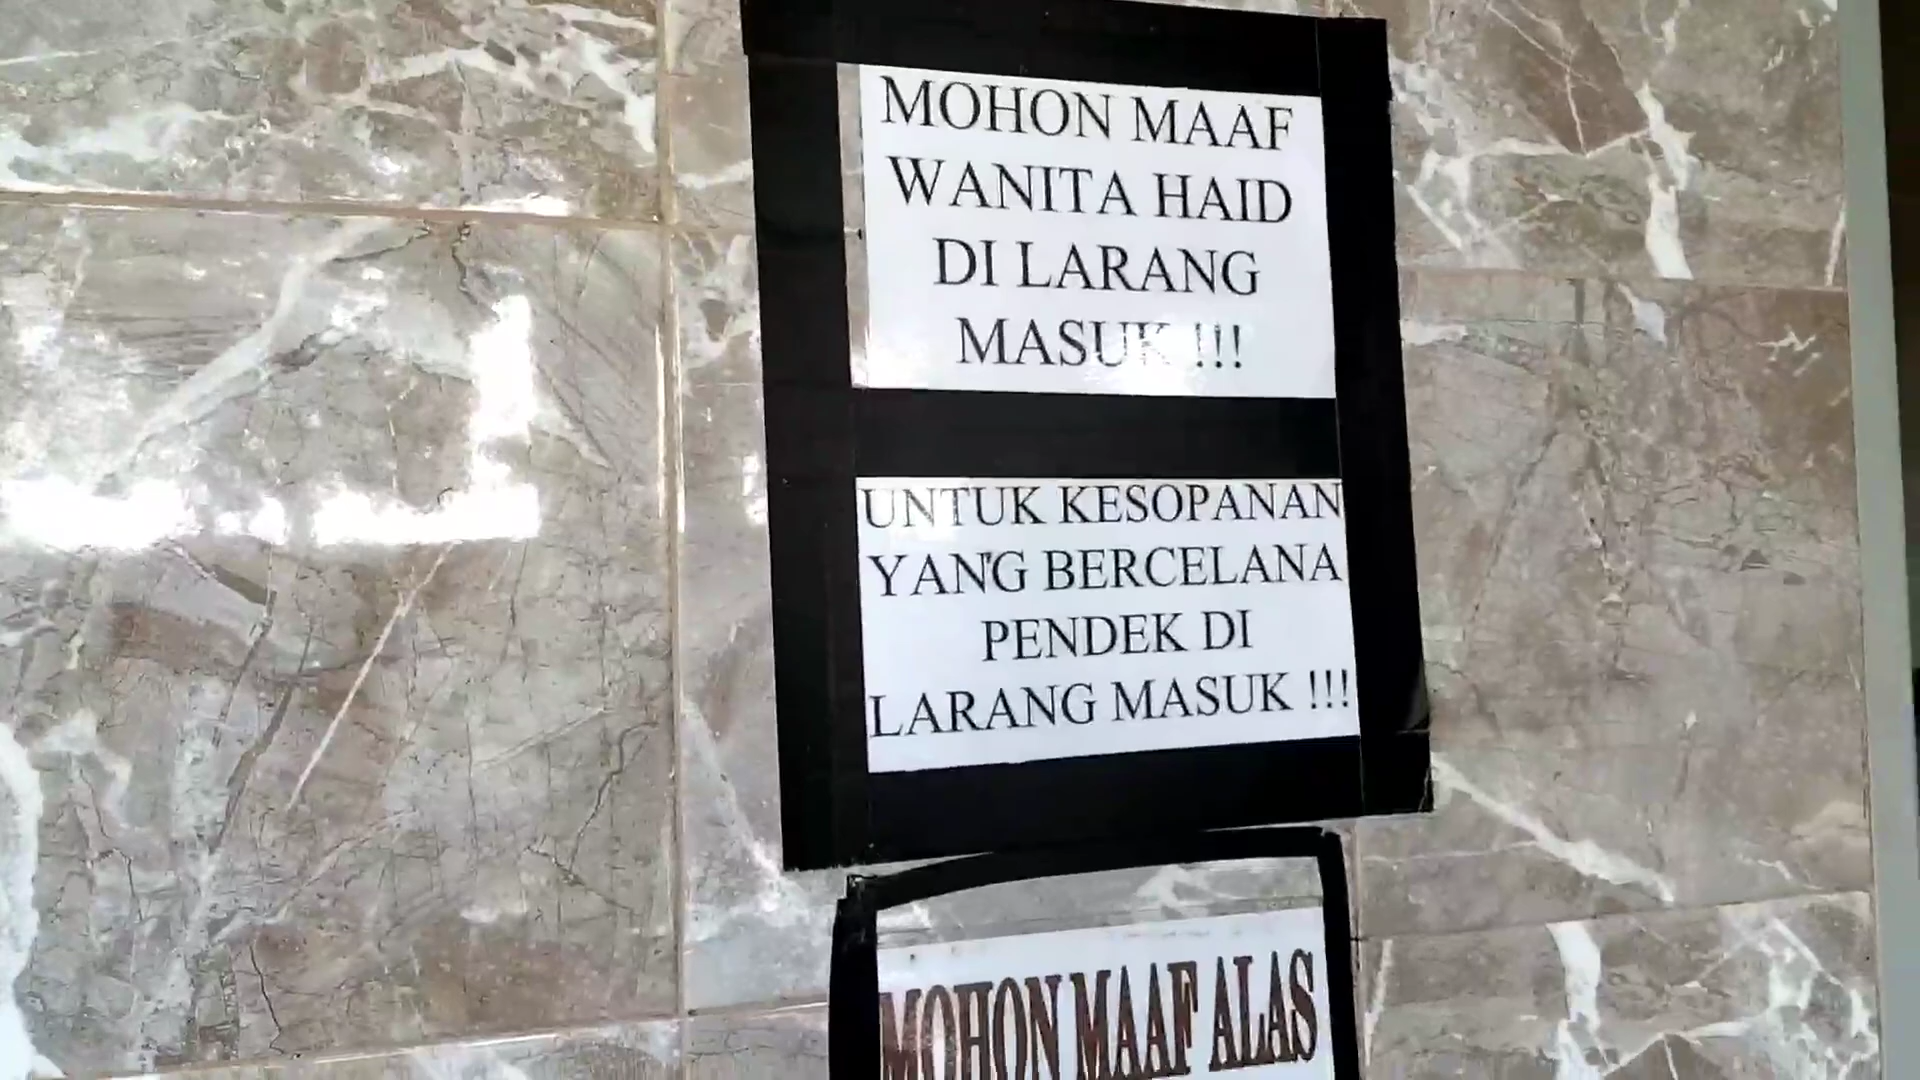 MOHON MAAF
WANITA HAID
DI LARANG
MASUK !!!
UNTUK KESOPANAN
YANG BERCELANA
PENDEK DI
LARANG MASUK !!!
MOHON MAAF ALAS